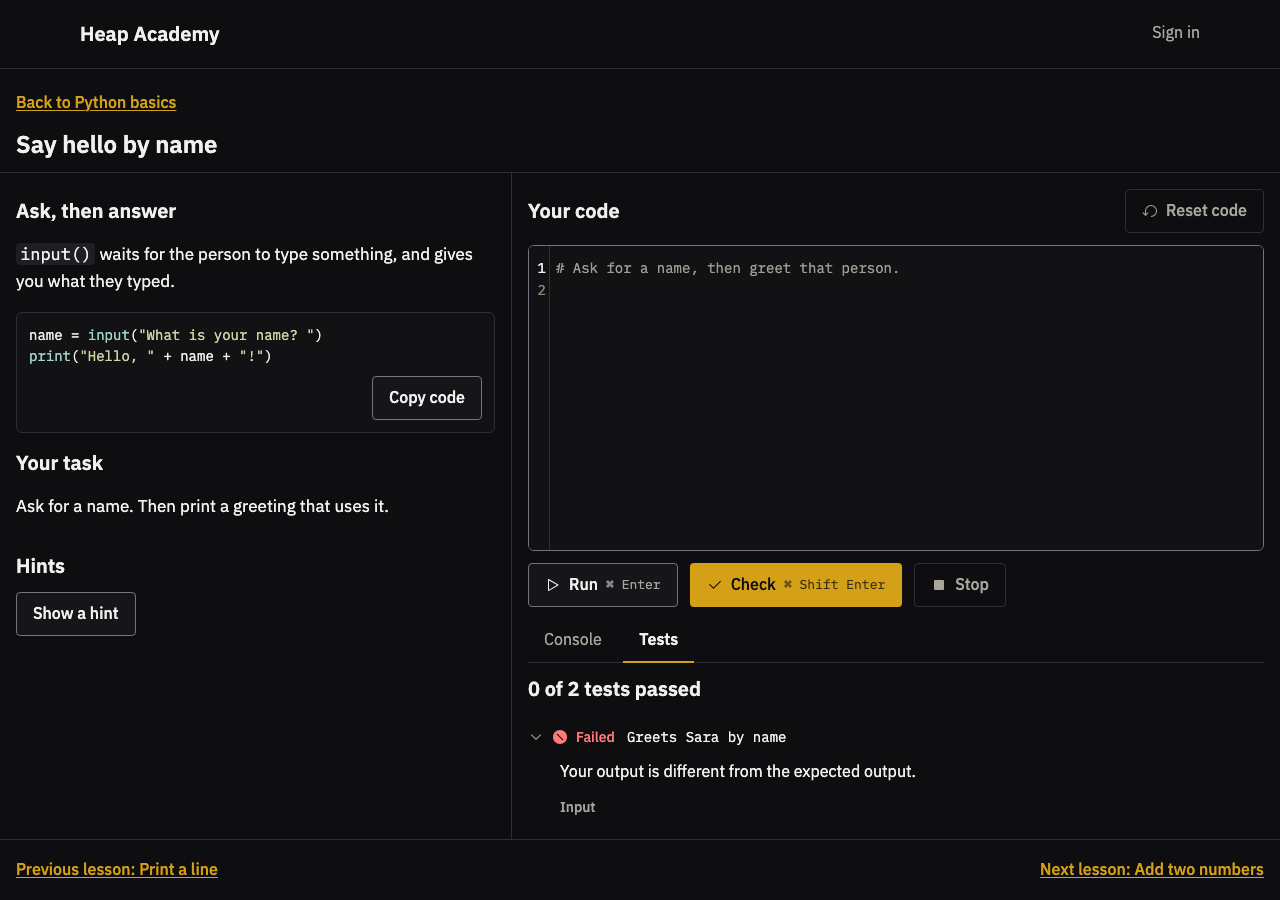 Heap Academy
Sign in
Back to Python basics
Say hello by name
Ask, then answer
input() waits for the person to type something, and gives
you what they typed.
name = input("What is your name? ")
print("Hello, " + name + "!")
Copy code
Your task
Ask for a name. Then print a greeting that uses it.
Hints
Show a hint
Your code
Reset code
1 # Ask for a name, then greet that person.
2
Run ⌘ Enter
Check ⌘ Shift Enter
Stop
Console
Tests
0 of 2 tests passed
Failed Greets Sara by name
Your output is different from the expected output.
Input
Previous lesson: Print a line
Next lesson: Add two numbers